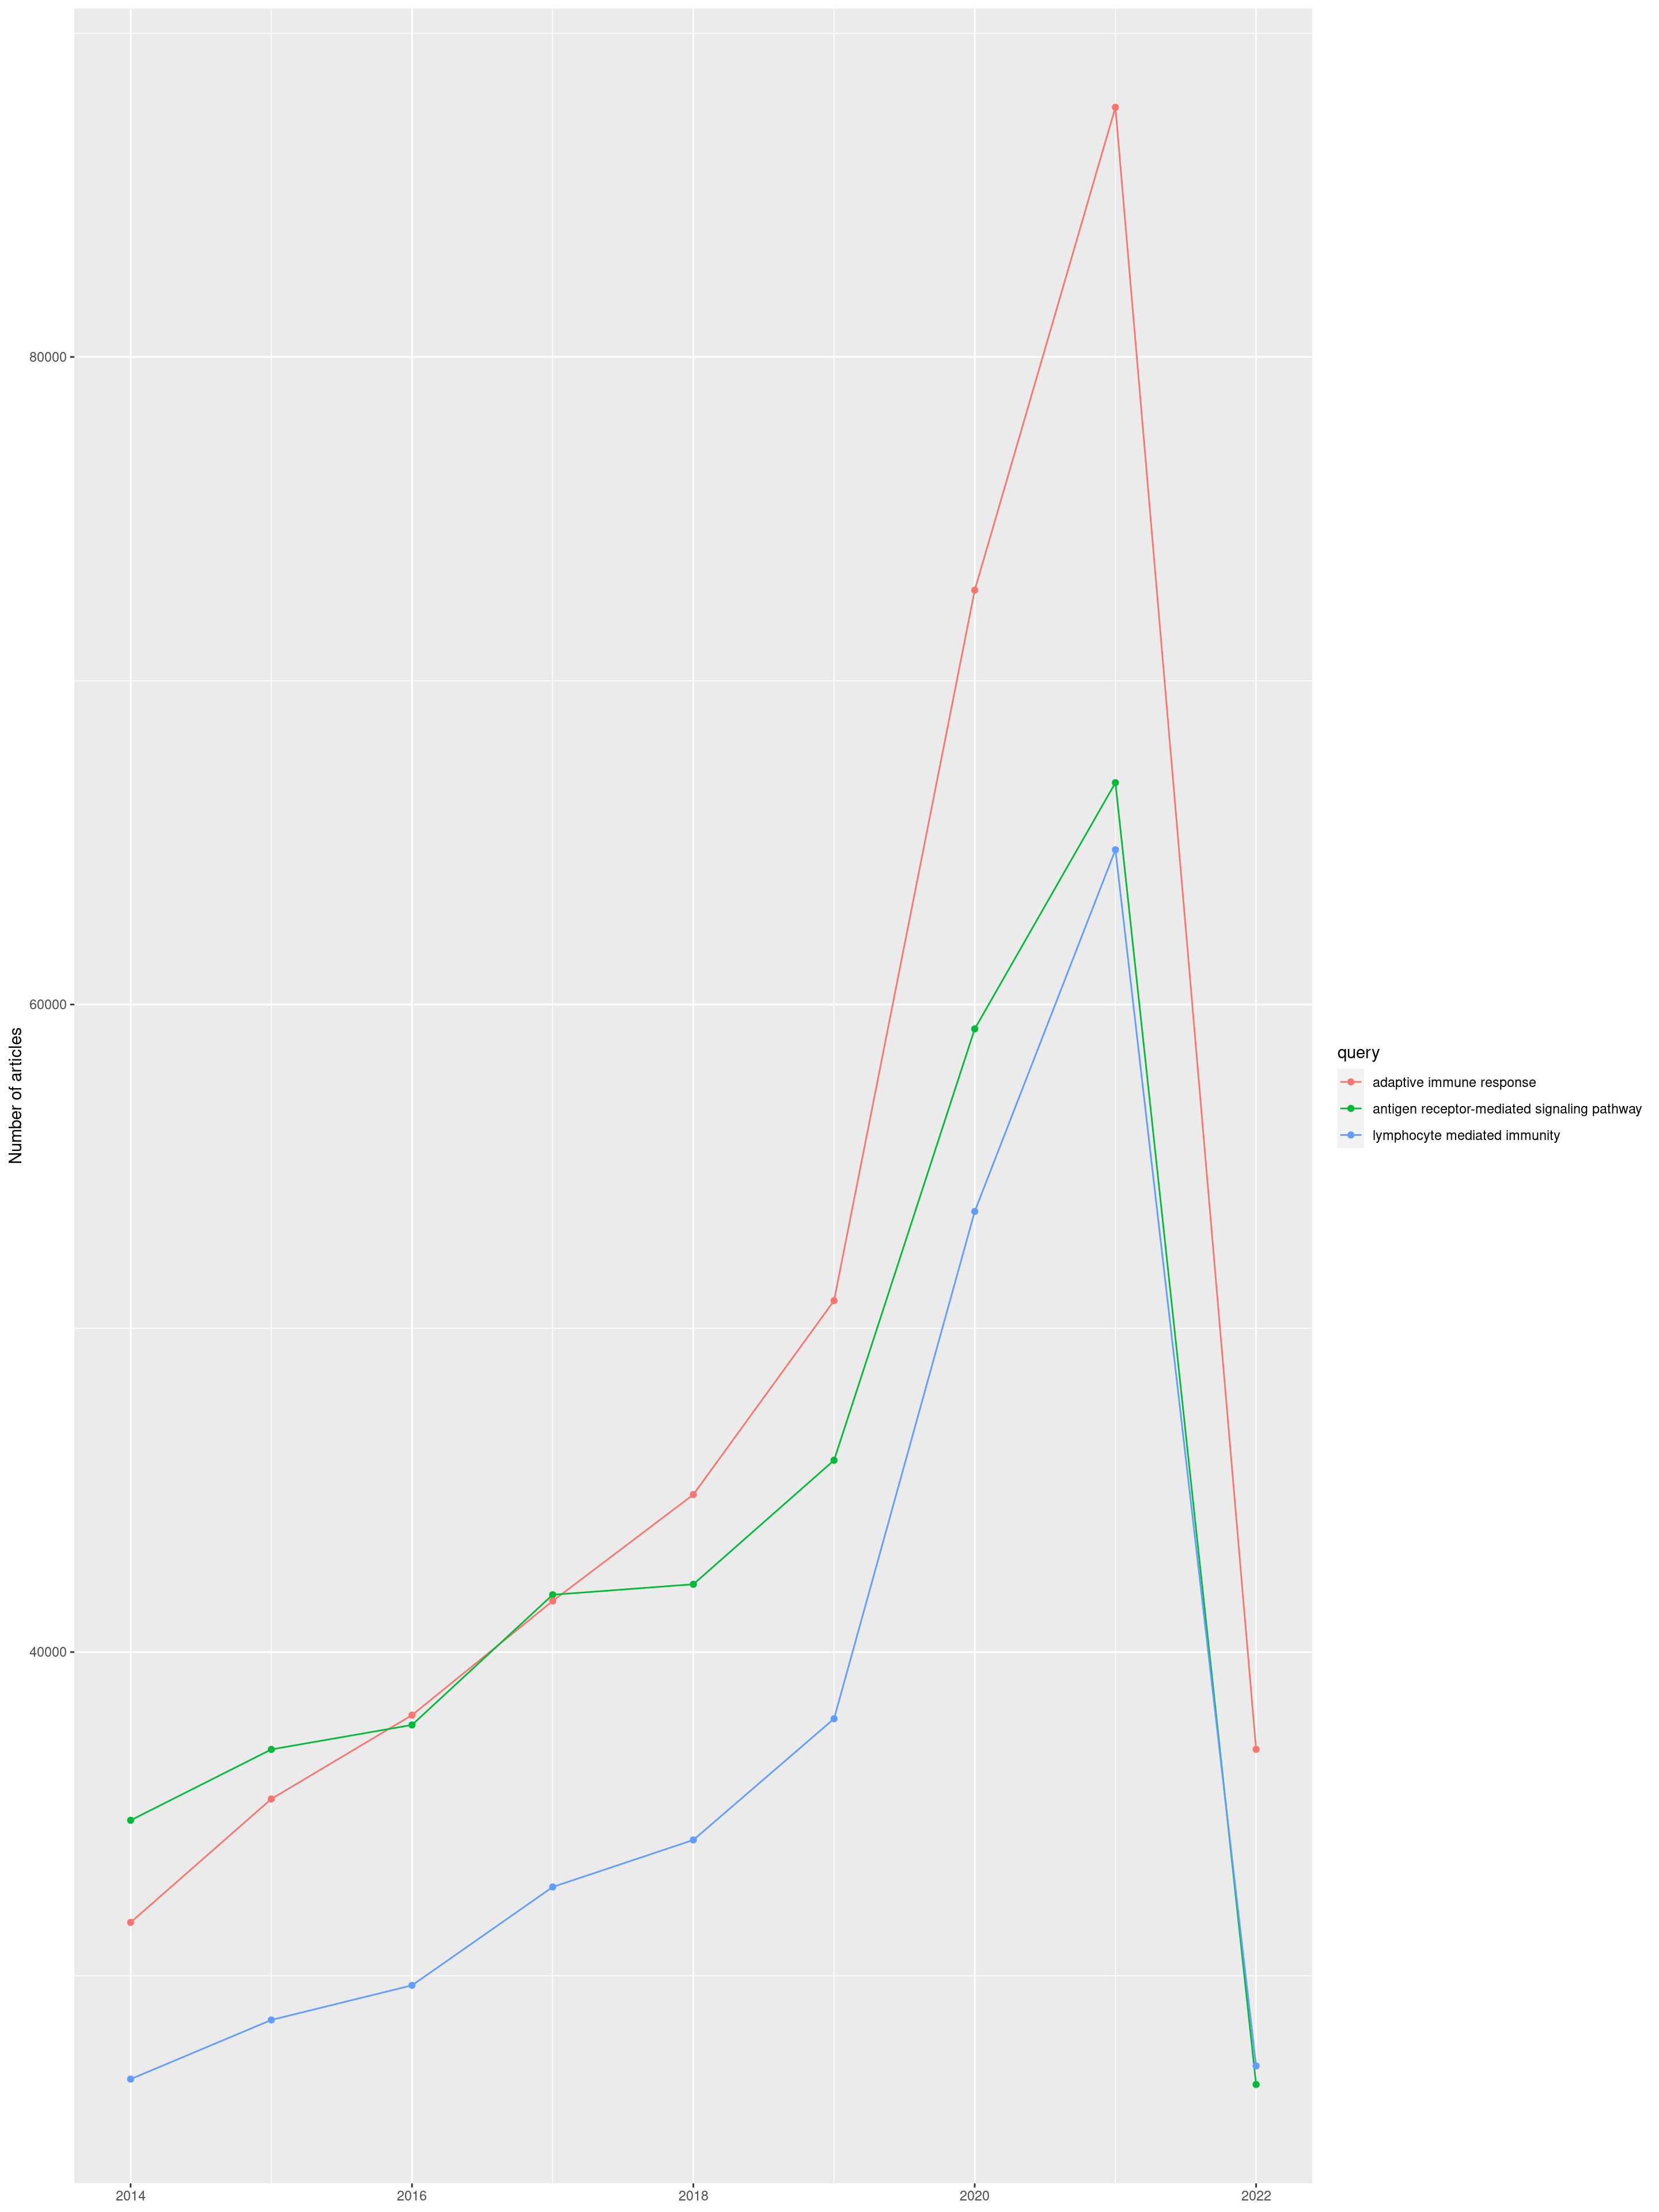 Number of articles
80000
60000
40000
2014
2016
2018
2020
2022
query
adaptive immune response
antigen receptor-mediated signaling pathway
lymphocyte mediated immunity